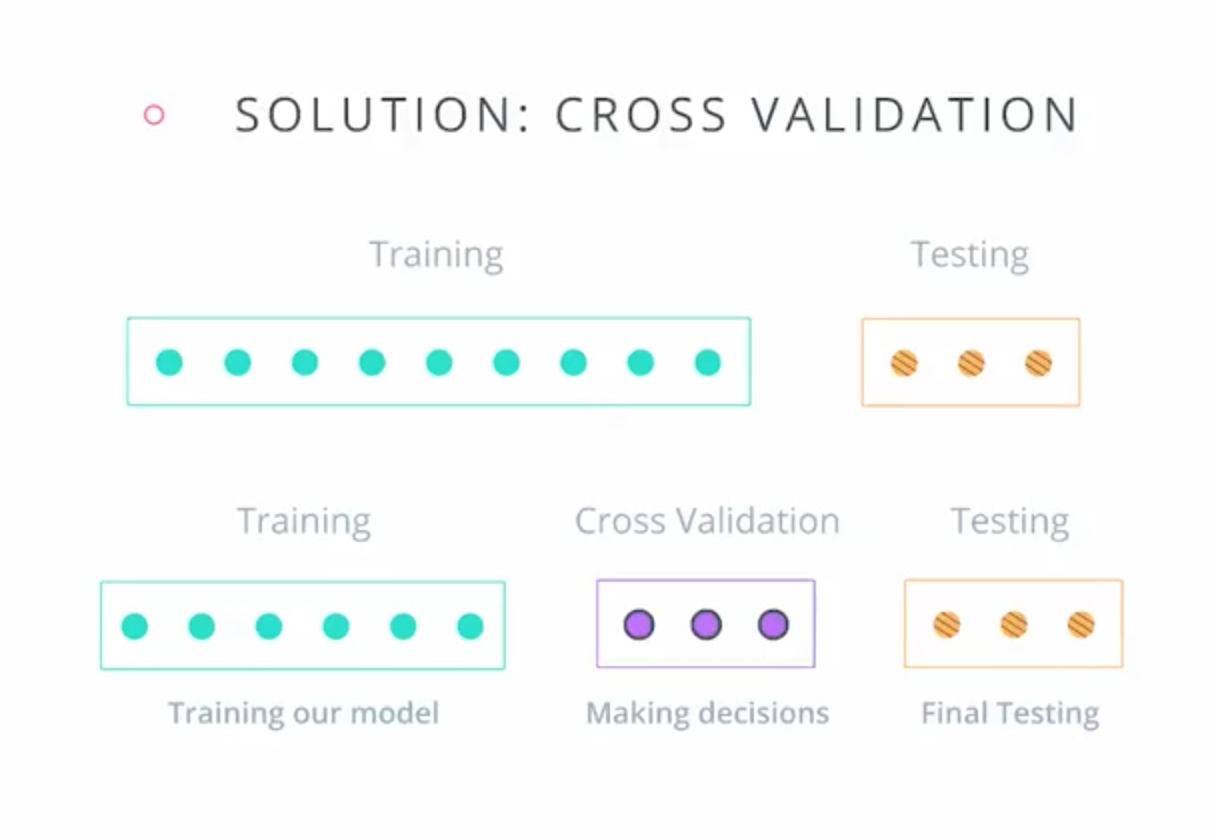 SOLUTION: CROSS VALIDATION
Training
Testing
Training
Cross Validation
Testing
Training our model
Making decisions
Final Testing